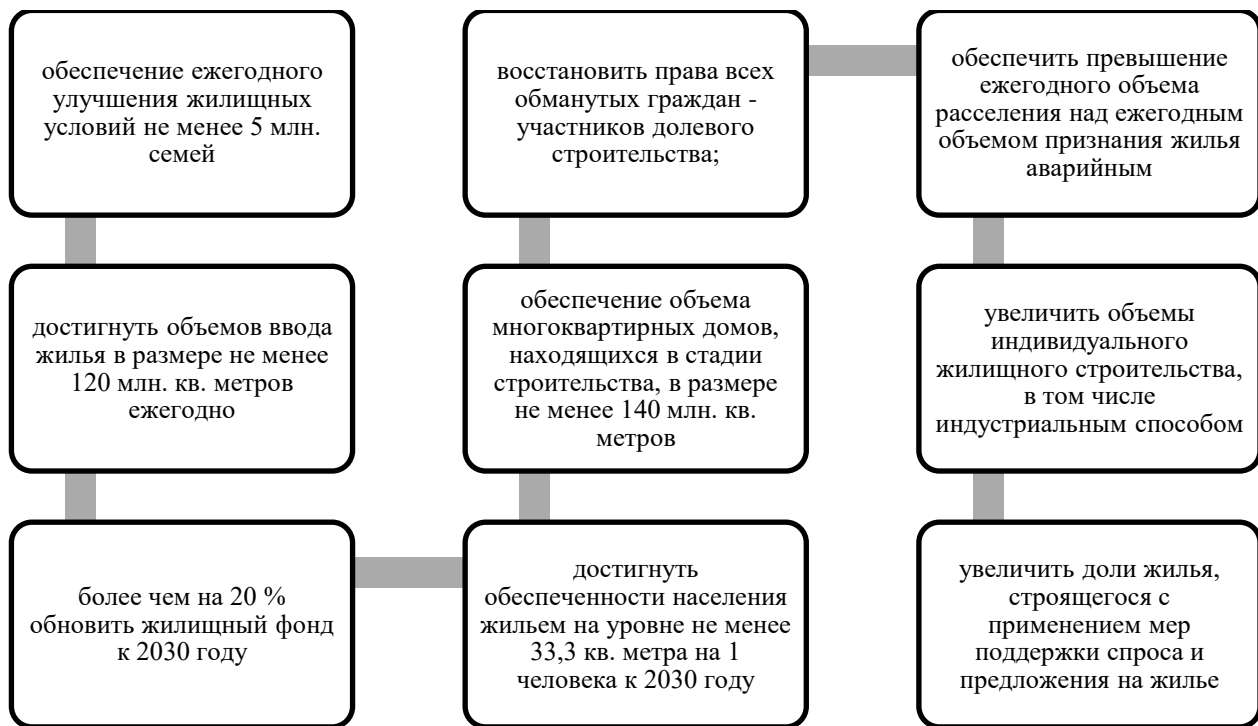 обеспечение ежегодного
улучшения жилищных
условий не менее 5 млн.
семей
достигнуть объемов ввода
жилья в размере не менее
120 млн. кв. метров
ежегодно
более чем на 20 %
обновить жилищный фонд
к 2030 году
достигнуть
обеспеченности населения
жильем на уровне не менее
33,3 кв. метра на 1
человека к 2030 году
обеспечение объема
многоквартирных домов,
находящихся в стадии
строительства, в размере
не менее 140 млн. кв.
метров
восстановить права всех
обманутых граждан -
участников долевого
строительства;
обеспечить превышение
ежегодного объема
расселения над ежегодным
объемом признания жилья
аварийным
увеличить объемы
индивидуального
жилищного строительства,
в том числе
индустриальным способом
увеличить доли жилья,
строящегося с
применением мер
поддержки спроса и
предложения на жилье